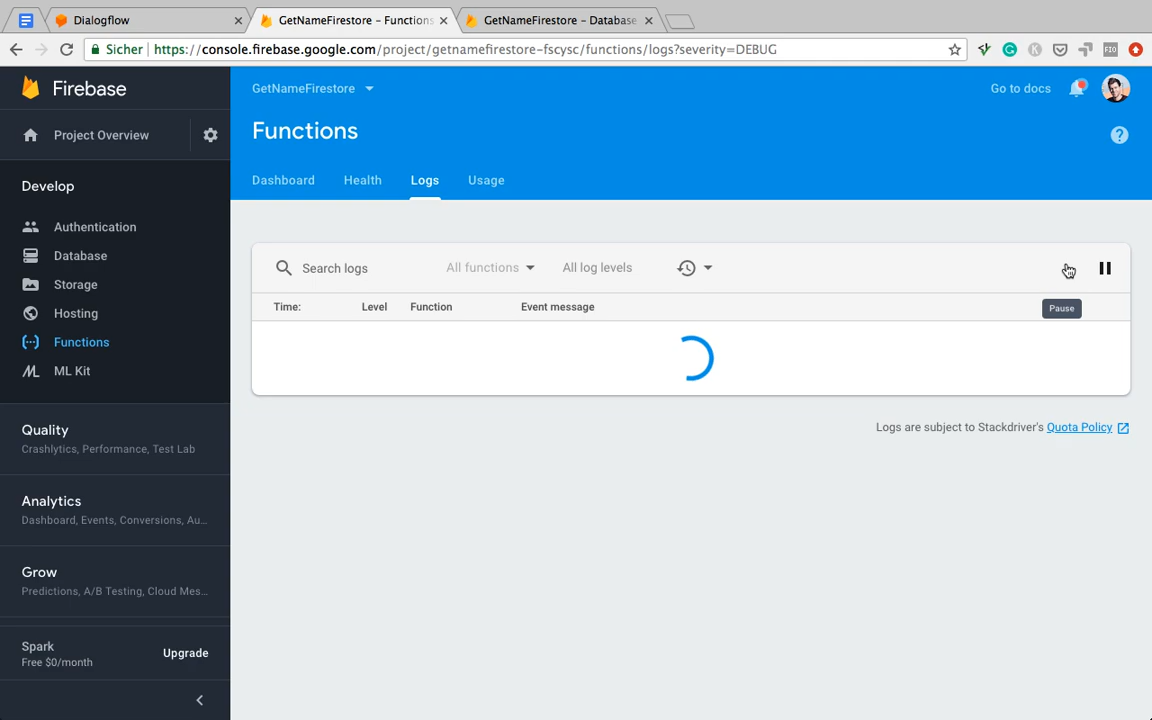 Dialogflow
GetNameFirestore – Functions
GetNameFirestore – Database
Sicher
https://console.firebase.google.com/project/getnamefirestore-fscysc/functions/logs?severity=DEBUG
Firebase
GetNameFirestore
Go to docs
Project Overview
Functions
Dashboard
Health
Logs
Usage
Develop
Authentication
Database
Storage
Hosting
Functions
ML Kit
Search logs
All functions
All log levels
Time:
Level
Function
Event message
Pause
Logs are subject to Stackdriver's Quota Policy
Quality
Crashlytics, Performance, Test Lab
Analytics
Dashboard, Events, Conversions, Au...
Grow
Predictions, A/B Testing, Cloud Mes...
Spark
Free $0/month
Upgrade